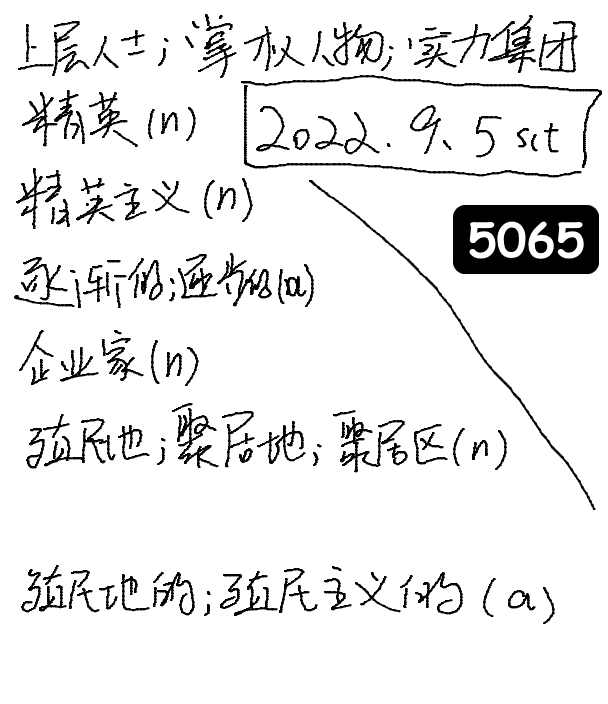 上层人士；掌权人物；实力集团
精英(n)
2022.9.5 sct
精英主义(n)
5065
逐渐的；逐步的(a)
企业家(n)
殖民地；聚居地；聚居区(n)
殖民地的；殖民主义的(a)